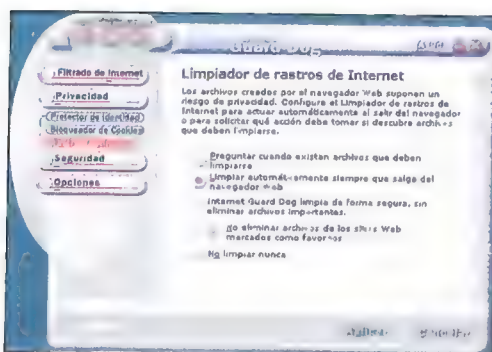 Guard Dog
Filtrado de Internet
Privacidad
Protector de Identidad
Bloqueador de Cookies
Seguridad
Opciones
Limpiador de rastros de Internet
Los archivos creados por el navegador Web suponen un
riesgo de privacidad. Configure el Limpiador de rastros de
Internet para actuar automáticamente al salir del navegador
o para solicitar qué acción debe tomar si descubre archivos
que deben limpiarse.
Preguntar cuando existan archivos que deben
limpiarse
Limpiar automáticamente siempre que salga del
navegador Web
Internet Guard Dog limpia de forma segura, sin
eliminar archivos importantes.
No eliminar archivos de los sitios Web
marcados como favoritos
No limpiar nunca